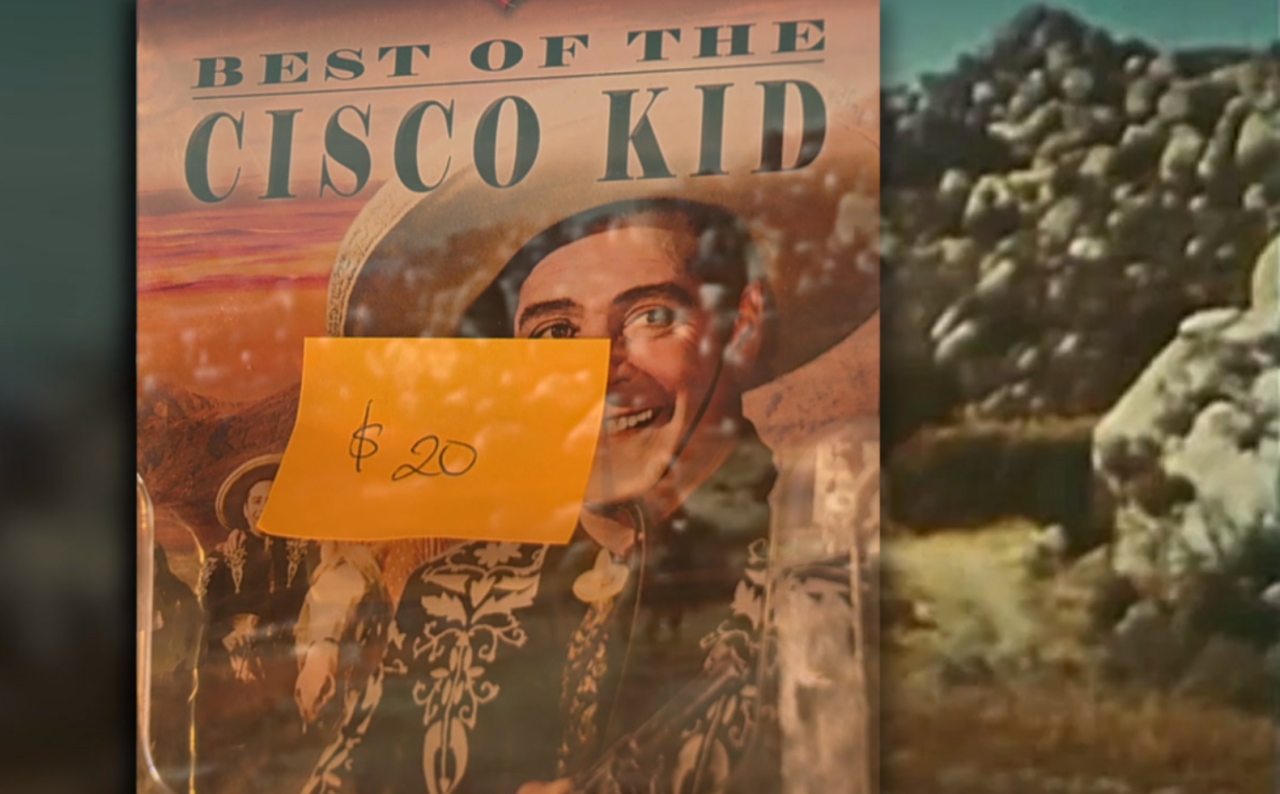 BEST OF THE
CISCO KID
$20